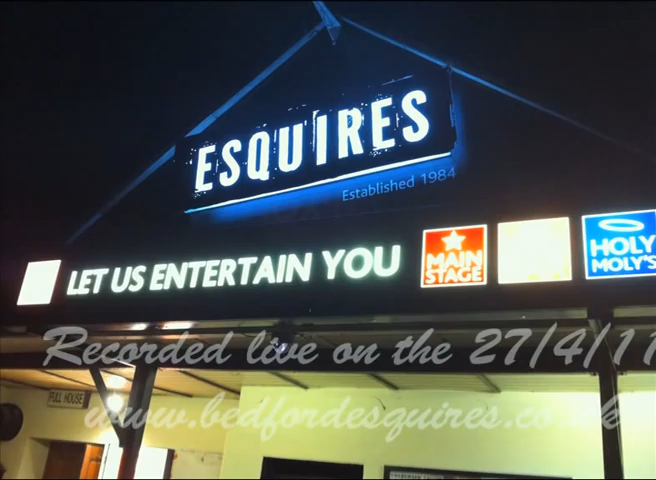 ESQUIRES
Established 1984
LET US ENTERTAIN YOU
MAIN
STAGE
HOLY
MOLY'S
Recorded live on the 27/4/11
FULL HOUSE
www.bedfordesquires.co.uk